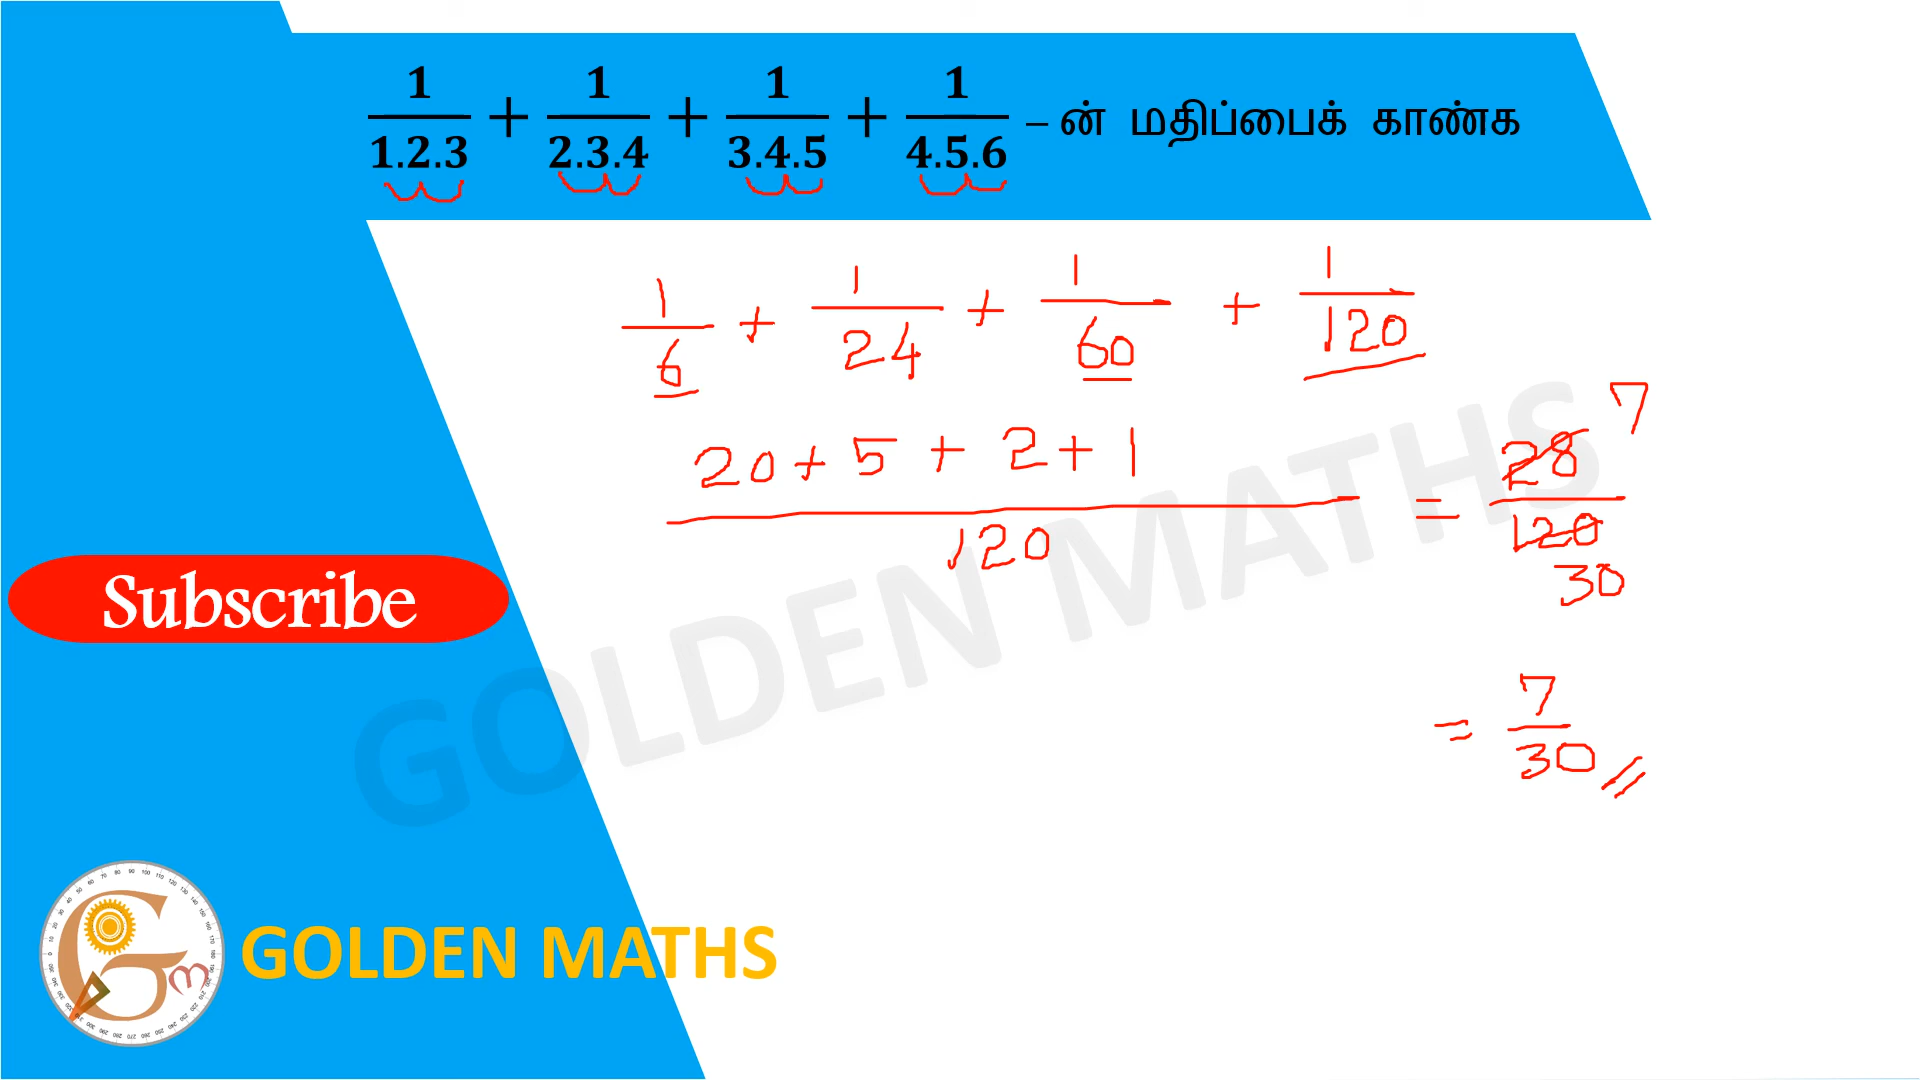 1/1.2.3 + 1/2.3.4 + 1/3.4.5 + 1/4.5.6 – ன் மதிப்பைக் காண்க
1/6 + 1/24 + 1/60 + 1/120
20 + 5 + 2 + 1 / 120 = 28/120 7 30
= 7/30
Subscribe
GOLDEN MATHS
GOLDEN MATHS